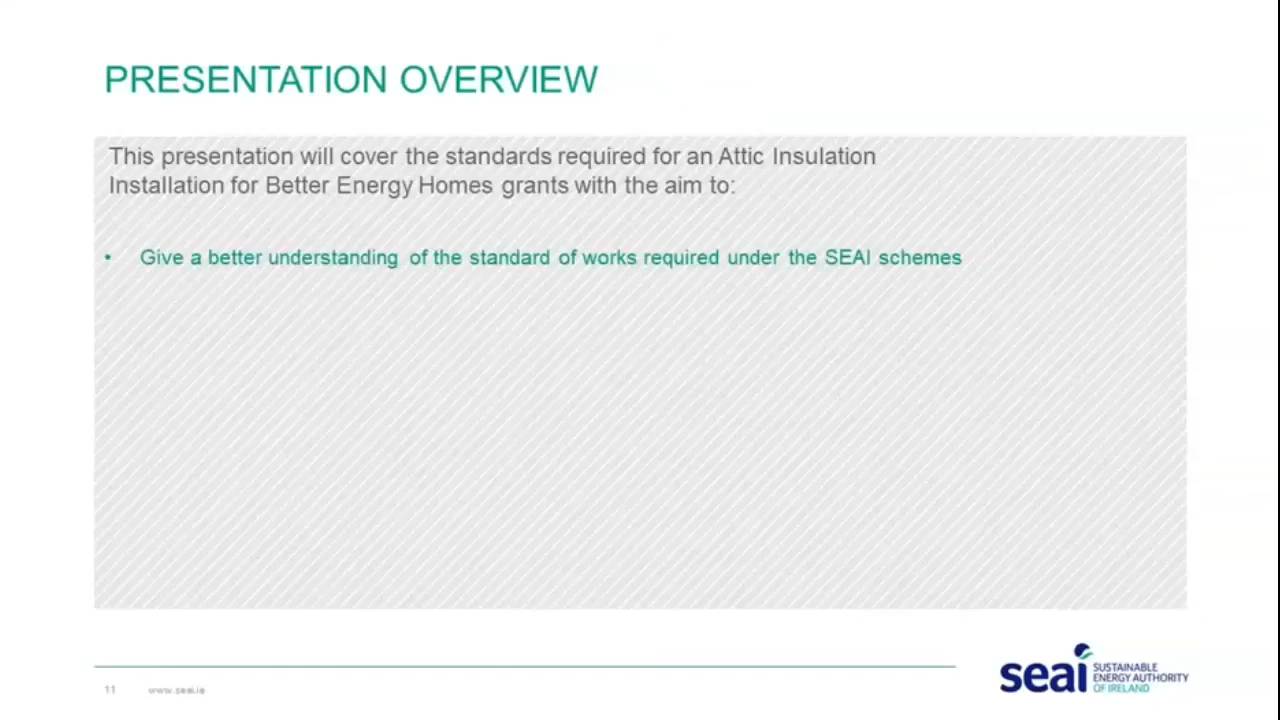 PRESENTATION OVERVIEW
This presentation will cover the standards required for an Attic Insulation
Installation for Better Energy Homes grants with the aim to:
• Give a better understanding of the standard of works required under the SEAI schemes
11 www.seai.ie
seai
SUSTAINABLE
ENERGY AUTHORITY
OF IRELAND